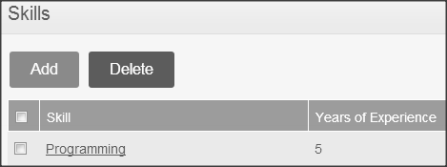 Skills
Add Delete
Skill Years of Experience
Programming 5